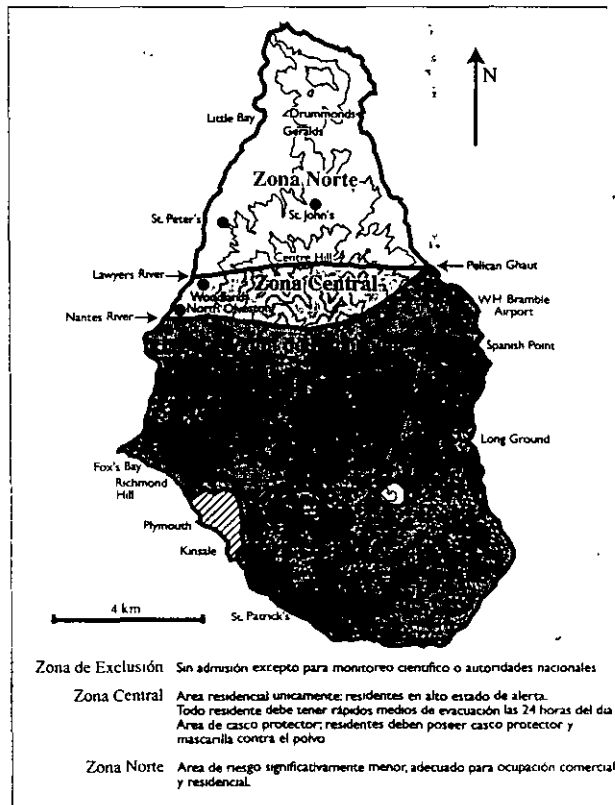 N
Little Bay
Drummonds
Geralds
Zona Norte
St. Peter's
St. John's
Centre Hill
Lawyers River
Pelican Ghaut
Zona Central
Woodlands
WH Bramble
Airport
Nantes River
North Olveston
Spanish Point
Long Ground
Fox's Bay
Richmond
Hill
Plymouth
Kinsale
4 km
St. Patrick's
Zona de Exclusión Sin admisión excepto para monitoreo científico o autoridades nacionales
Zona Central Area residencial unicamente: residentes en alto estado de alerta.
Todo residente debe tener rápidos medios de evacuación las 24 horas del dia
Area de casco protector; residentes deben poseer casco protector y
mascarilla contra el polvo
Zona Norte Area de riesgo significativamente menor, adecuado para ocupación comercial
y residencial.